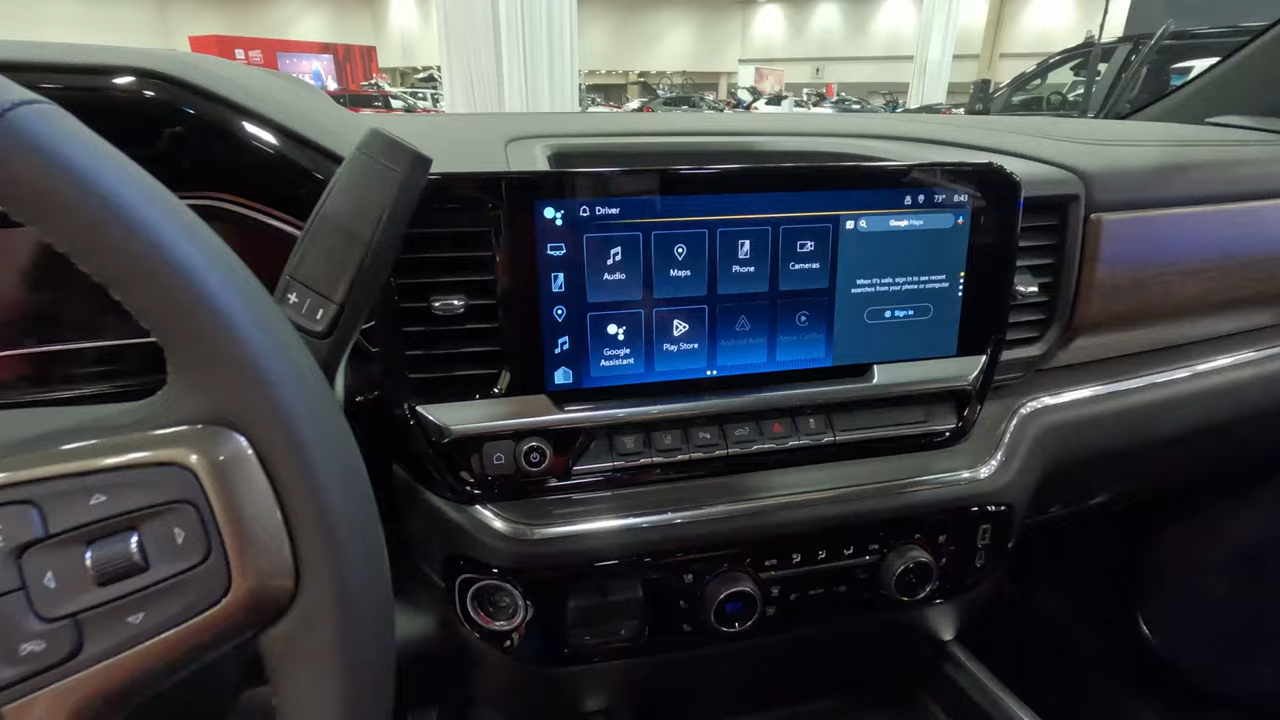 Driver
73° 8:43
Google Maps
Audio
Maps
Phone
Cameras
When it's safe, sign in to see recent
searches from your phone or computer
Sign in
Google
Assistant
Play Store
Android Auto
Apple CarPlay
AUTO